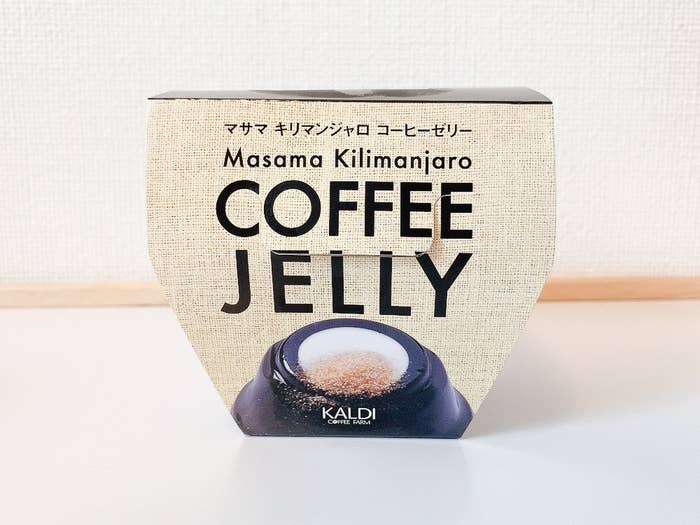 マサマ キリマンジャロ コーヒーゼリー
Masama Kilimanjaro
COFFEE
JELLY
KALDI
COFFEE FARM